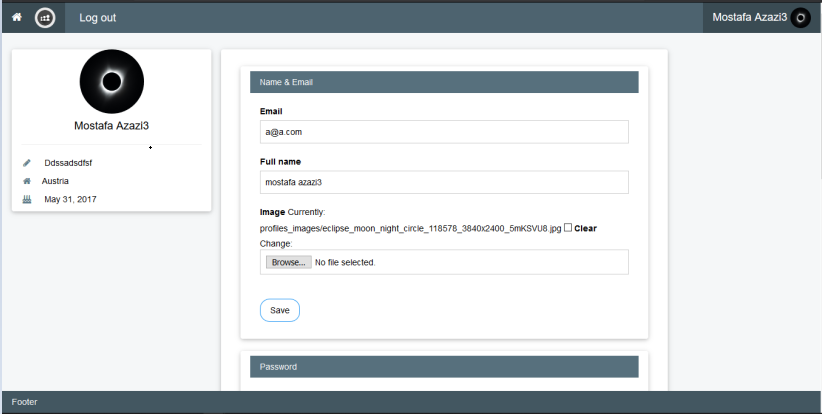 Log out
Mostafa Azazi3
Mostafa Azazi3
Ddssadsdfsf
Austria
May 31, 2017
Name & Email
Email
a@a.com
Full name
mostafa azazi3
Image Currently:
profiles_images/eclipse_moon_night_circle_118578_3840x2400_5mKSVU8.jpg Clear
Change:
Browse... No file selected.
Save
Password
Footer